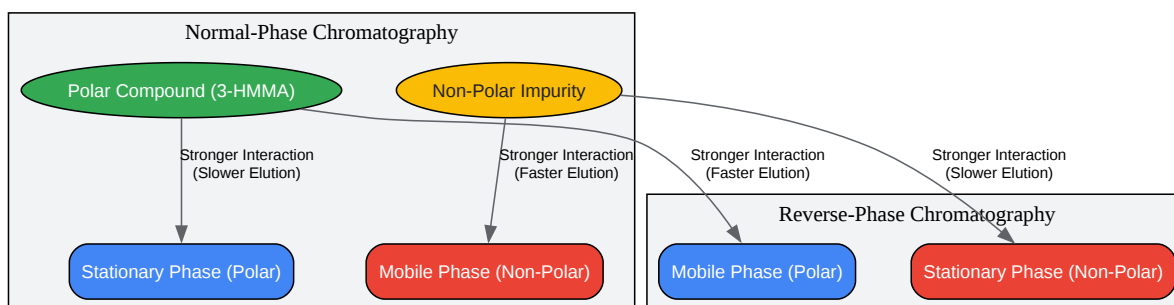 Normal-Phase Chromatography
Polar Compound (3-HMMA)
Non-Polar Impurity
Stronger Interaction
(Slower Elution)
Stronger Interaction
(Faster Elution)
Stronger Interaction
(Faster Elution)
Stronger Interaction
(Slower Elution)
Reverse-Phase Chromatography
Stationary Phase (Polar)
Mobile Phase (Non-Polar)
Mobile Phase (Polar)
Stationary Phase (Non-Polar)